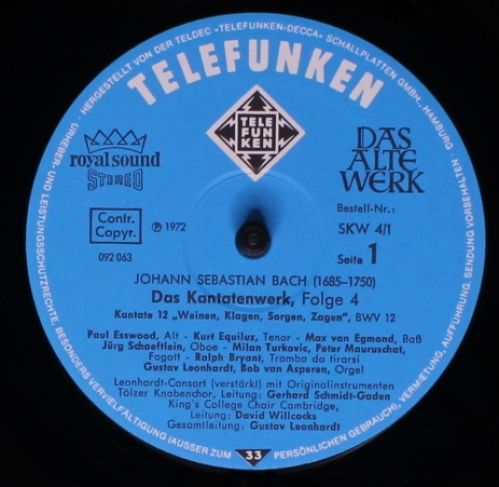 HERGESTELLT VON DER TELDEC »TELEFUNKEN-DECCA« SCHALLPLATTEN GMBH., HAMBURG · URHEBER- UND LEISTUNGSSCHUTZRECHTE, BESONDERS VERVIELFÄLTIGUNG (AUSSER ZUM PERSÖNLICHEN GEBRAUCH), VERMIETUNG, AUFFÜHRUNG, SENDUNG VORBEHALTEN
TELEFUNKEN
TELE
FUN
KEN
royal sound
STEREO
DAS
ALTE
WERK
Contr.
Copyr.
℗ 1972
092 063
Bestell-Nr.:
SKW 4/1
Seite 1
JOHANN SEBASTIAN BACH (1685-1750)
Das Kantatenwerk, Folge 4
Kantate 12 „Weinen, Klagen, Sorgen, Zagen", BWV 12
Paul Esswood, Alt - Kurt Equiluz, Tenor - Max van Egmond, Baß
Jürg Schaeftlein, Oboe - Milan Turkovic, Peter Mauruschat,
Fagott - Ralph Bryant, Tramba da tirarsi
Gustav Leonhardt, Bob van Asperen, Orgel
Leonhardt-Consort (verstärkt) mit Originalinstrumenten
Tölzer Knabenchor, Leitung: Gerhard Schmidt-Gaden
King's College Choir Cambridge,
Leitung: David Willcocks
Gesamtleitung: Gustav Leonhardt
33